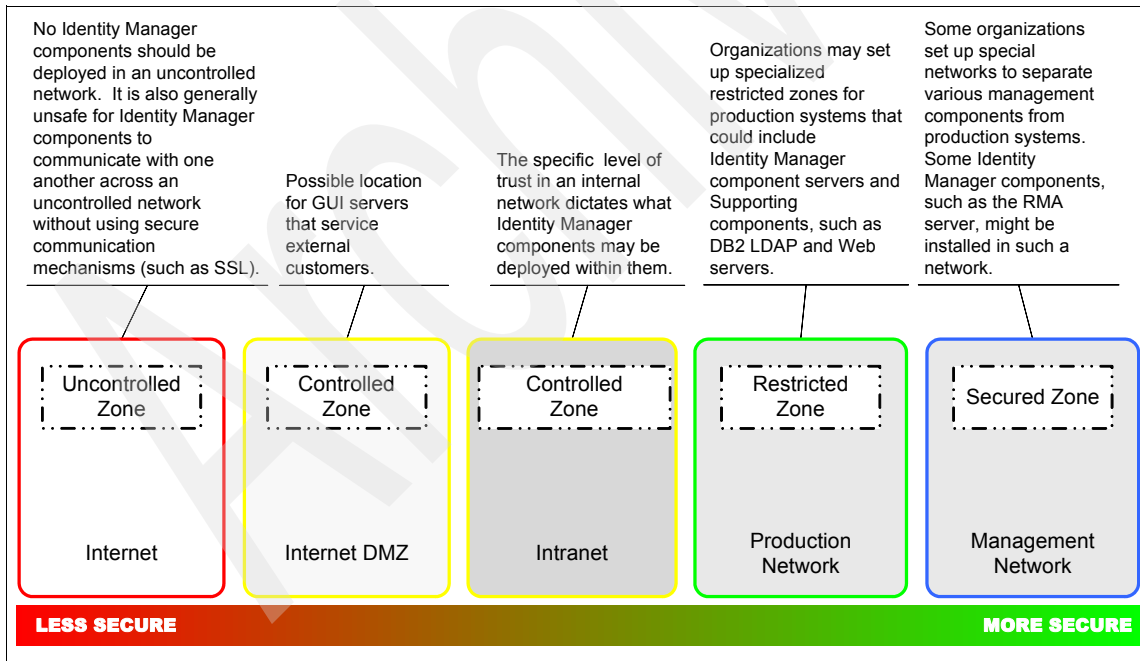 No Identity Manager
components should be
deployed in an uncontrolled
network.  It is also generally
unsafe for Identity Manager
components to
communicate with one
another across an
uncontrolled network
without using secure
communication
mechanisms (such as SSL).
Possible location
for GUI servers
that service
external
customers.
The specific  level of
trust in an internal
network dictates what
Identity Manager
components may be
deployed within them.
Organizations may set
up specialized
restricted zones for
production systems that
could include
Identity Manager
component servers and
Supporting
components, such as
DB2 LDAP and Web
servers.
Some organizations
set up special
networks to separate
various management
components from
production systems.
Some Identity
Manager components,
such as the RMA
server, might be
installed in such a
network.
Uncontrolled
Zone
Internet
Controlled
Zone
Internet DMZ
Controlled
Zone
Intranet
Restricted
Zone
Production
Network
Secured Zone
Management
Network
LESS SECURE
MORE SECURE